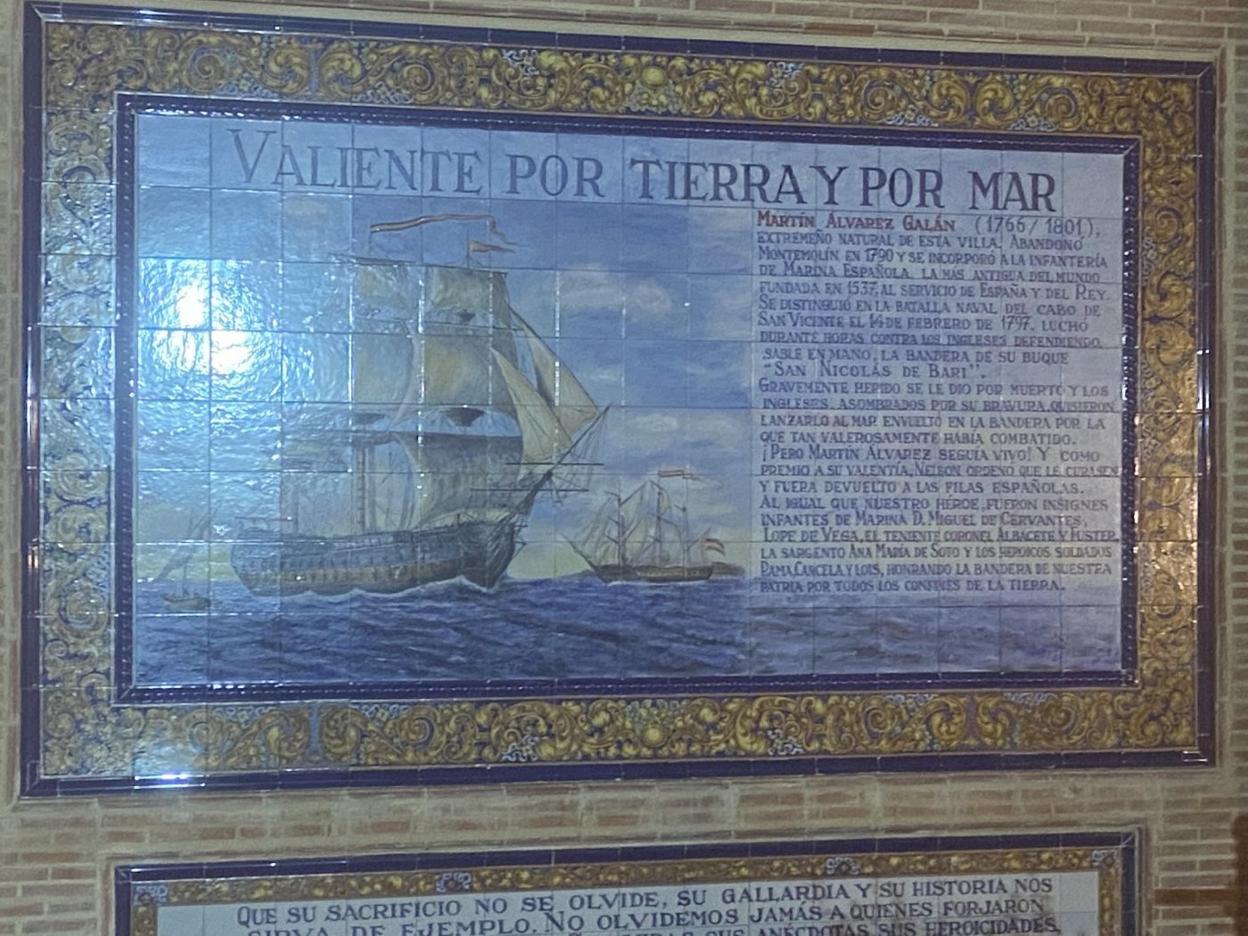 VALIENTE POR TIERRA Y POR MAR
MARTÍN ÁLVAREZ GALÁN (1766/1801),
EXTREMEÑO NATURAL DE ESTA VILLA, ABANDONÓ
MONTEMOLÍN EN 1790 Y SE INCORPORÓ A LA INFANTERÍA
DE MARINA ESPAÑOLA, LA MÁS ANTIGUA DEL MUNDO
FUNDADA EN 1537, AL SERVICIO DE ESPAÑA Y DEL REY.
SE DISTINGUIÓ EN LA BATALLA NAVAL DEL CABO DE
SAN VICENTE EL 14 DE FEBRERO DE 1797. LUCHÓ
DURANTE HORAS CONTRA LOS INGLESES DEFENDIENDO,
SABLE EN MANO, LA BANDERA DE SU BUQUE
"SAN NICOLÁS DE BARI".
GRAVEMENTE HERIDO SE LE DIO POR MUERTO Y LOS
INGLESES, ASOMBRADOS POR SU BRAVURA, QUISIERON
LANZARLO AL MAR ENVUELTO EN LA BANDERA POR LA
QUE TAN VALEROSAMENTE HABÍA COMBATIDO.
¡PERO MARTÍN ÁLVAREZ SEGUÍA VIVO! Y COMO
PREMIO A SU VALENTÍA, NELSON ORDENÓ QUE LE CURASEN
Y FUERA DEVUELTO A LAS FILAS ESPAÑOLAS.
AL IGUAL QUE NUESTRO HÉROE, FUERON INSIGNES
INFANTES DE MARINA D. MIGUEL DE CERVANTES,
LOPE DE VEGA, EL TENIENTE CORONEL ALBACETE Y FUSTER,
LA SARGENTO ANA MARÍA DE SOTO Y LOS HEROICOS SOLDADOS
DAMA, CANCELA Y LOIS, HONRANDO LA BANDERA DE NUESTRA
PATRIA POR TODOS LOS CONFINES DE LA TIERRA.
QUE SU SACRIFICIO NO SE OLVIDE, SU GALLARDIA Y SU HISTORIA NOS
SIRVA DE EJEMPLO. NO OLVIDEMOS JAMÁS A QUIENES FORJARON
SUS ANÉCDOTAS SUS HEROICIDADES,